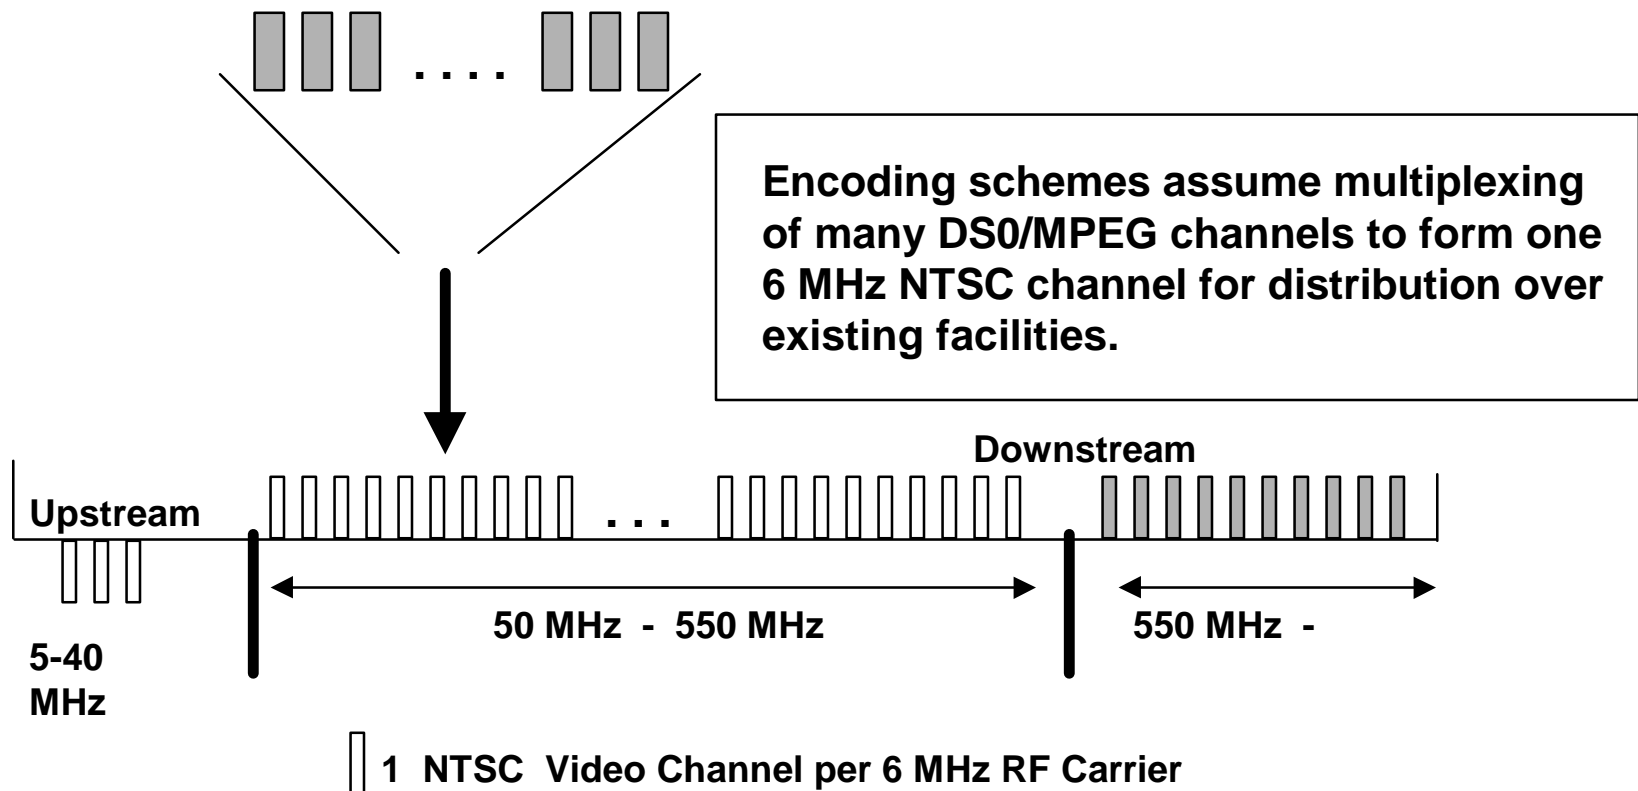 . . . .
Encoding schemes assume multiplexing
of many DS0/MPEG channels to form one
6 MHz NTSC channel for distribution over
existing facilities.
Downstream
Upstream
. . .
50 MHz - 550 MHz
550 MHz -
5-40
MHz
1 NTSC Video Channel per 6 MHz RF Carrier